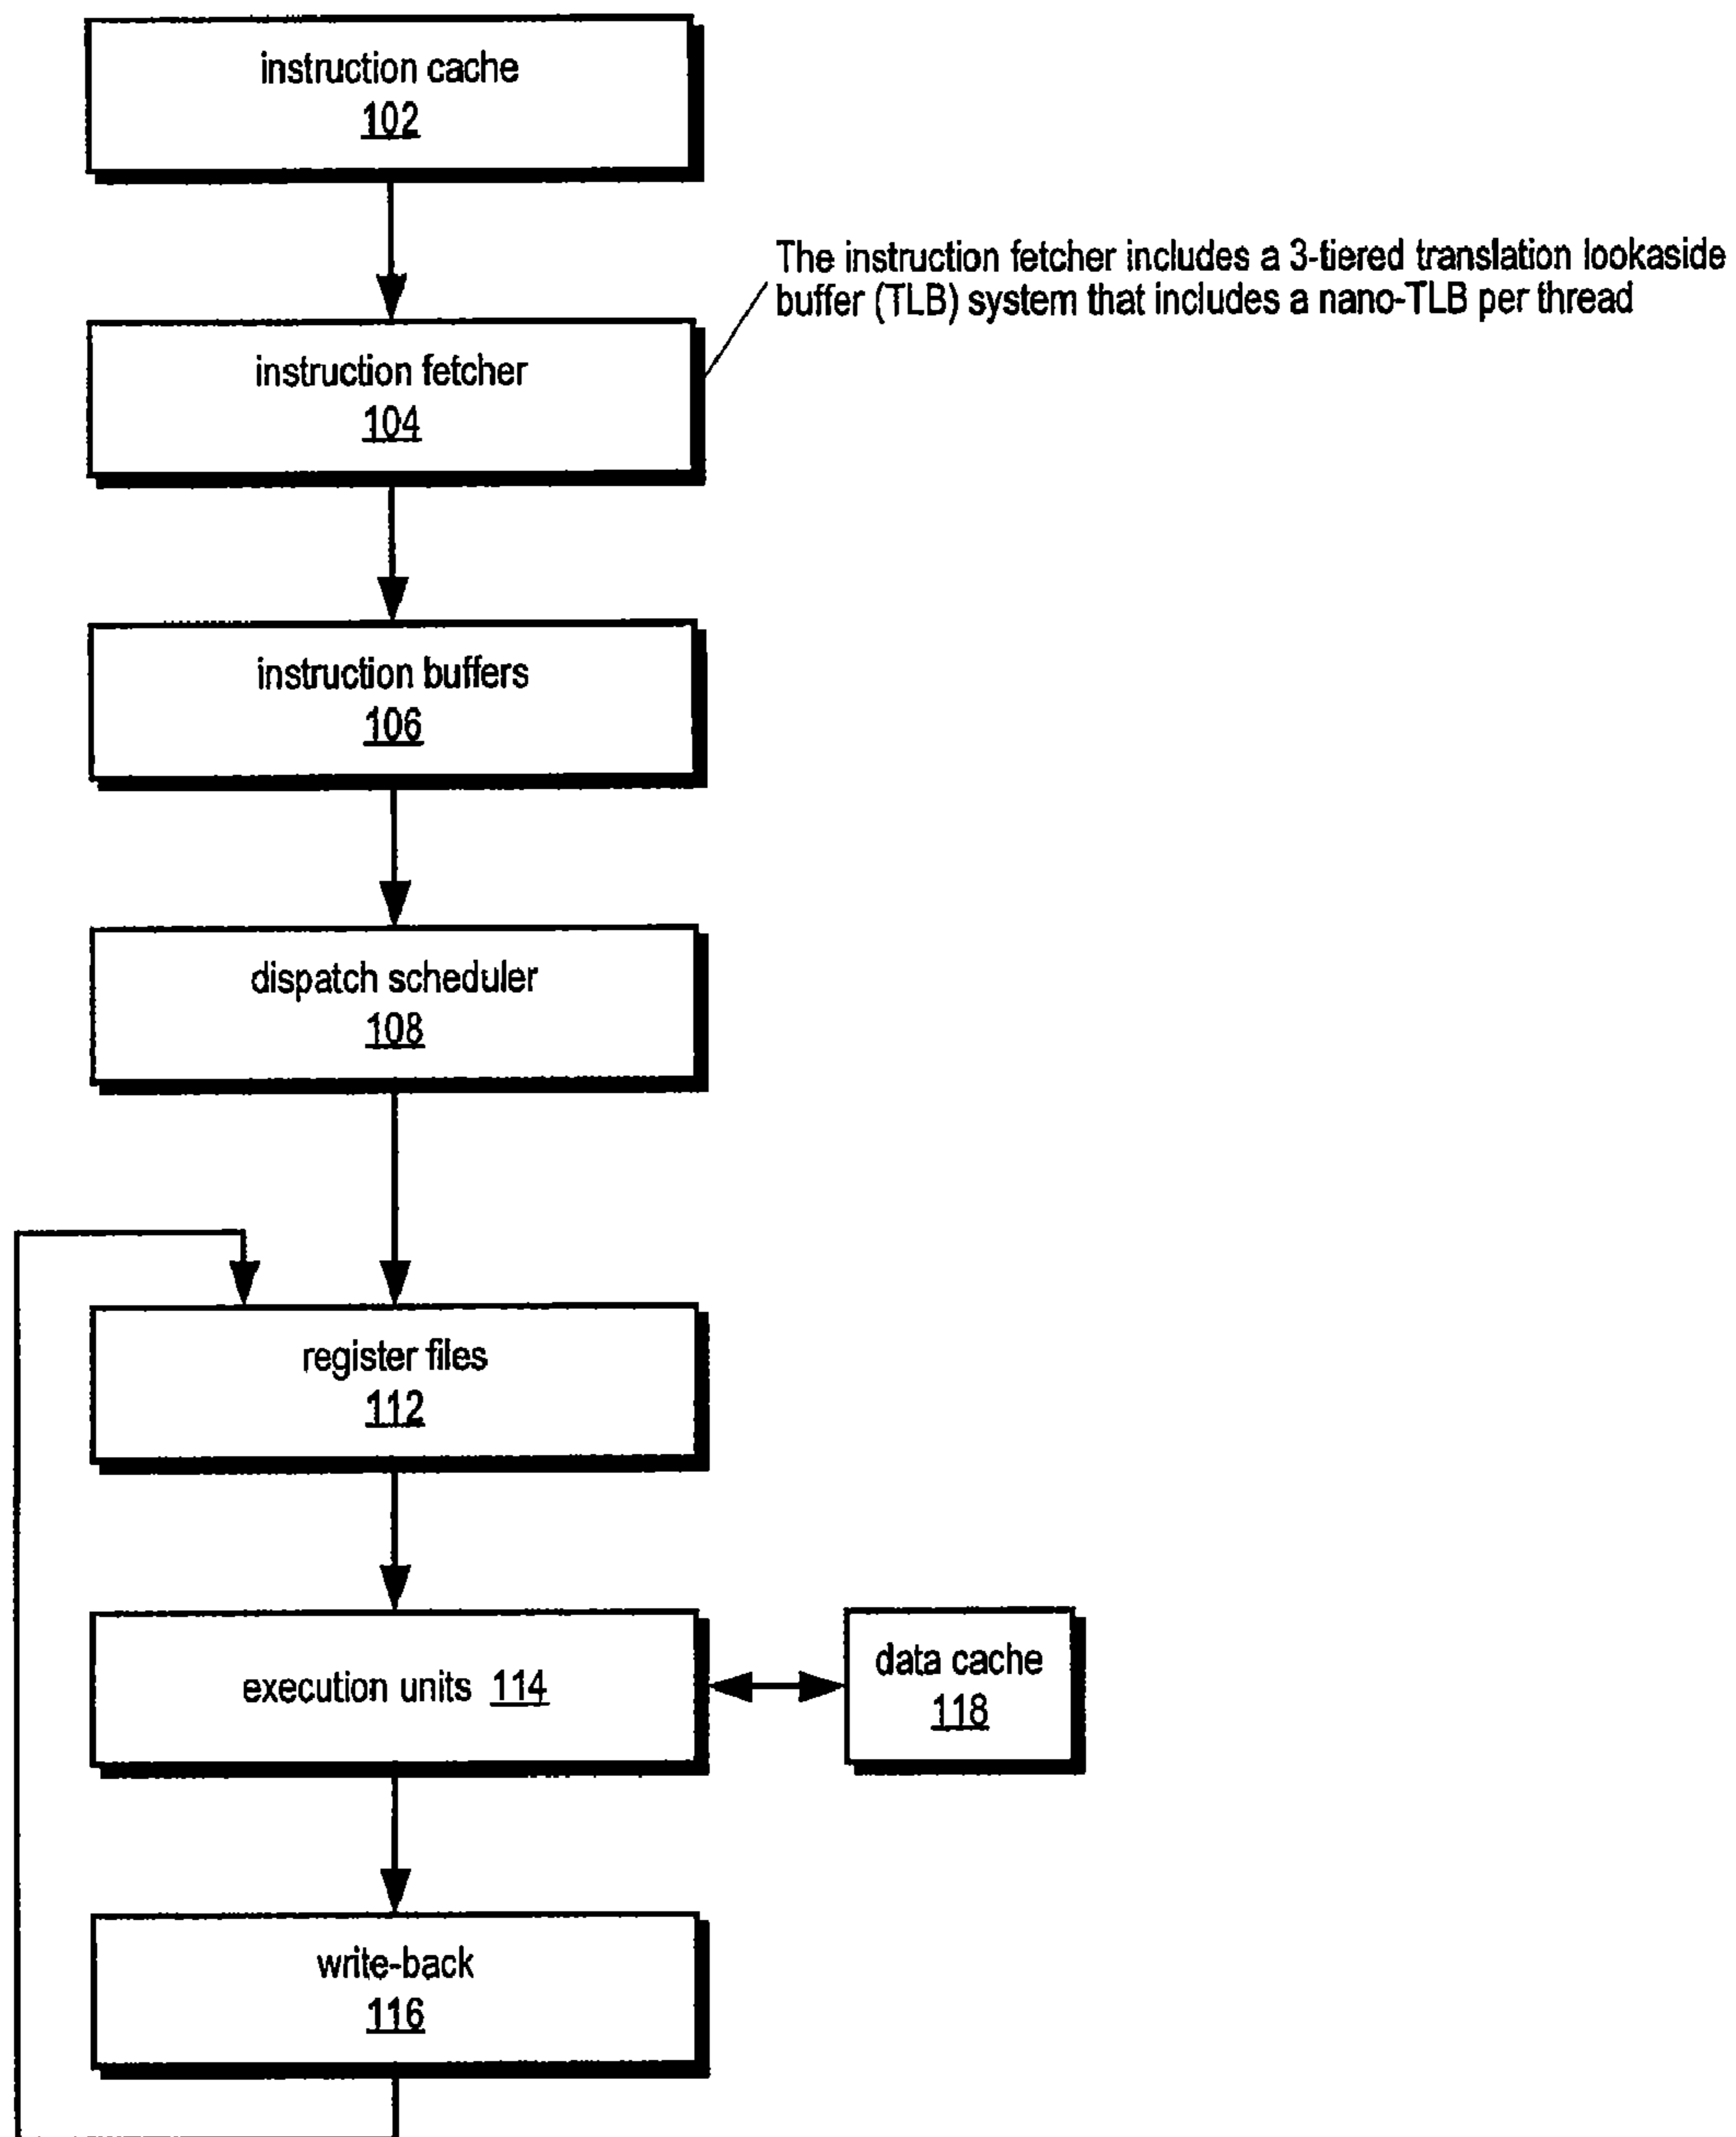 instruction cache
102
The instruction fetcher includes a 3-tiered translation lookaside
buffer (TLB) system that includes a nano-TLB per thread
instruction fetcher
104
instruction buffers
106
dispatch scheduler
108
register files
112
execution units 114
data cache
118
write-back
116